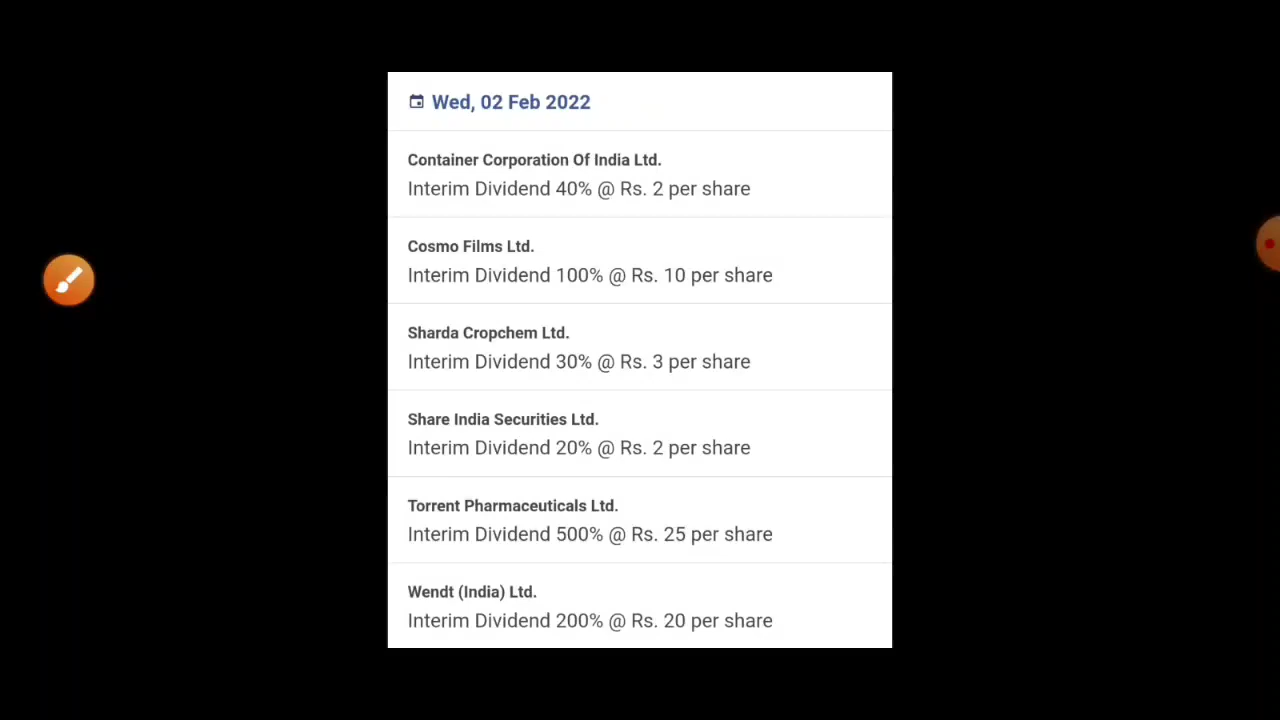 Wed, 02 Feb 2022
Container Corporation Of India Ltd.
Interim Dividend 40% @ Rs. 2 per share
Cosmo Films Ltd.
Interim Dividend 100% @ Rs. 10 per share
Sharda Cropchem Ltd.
Interim Dividend 30% @ Rs. 3 per share
Share India Securities Ltd.
Interim Dividend 20% @ Rs. 2 per share
Torrent Pharmaceuticals Ltd.
Interim Dividend 500% @ Rs. 25 per share
Wendt (India) Ltd.
Interim Dividend 200% @ Rs. 20 per share